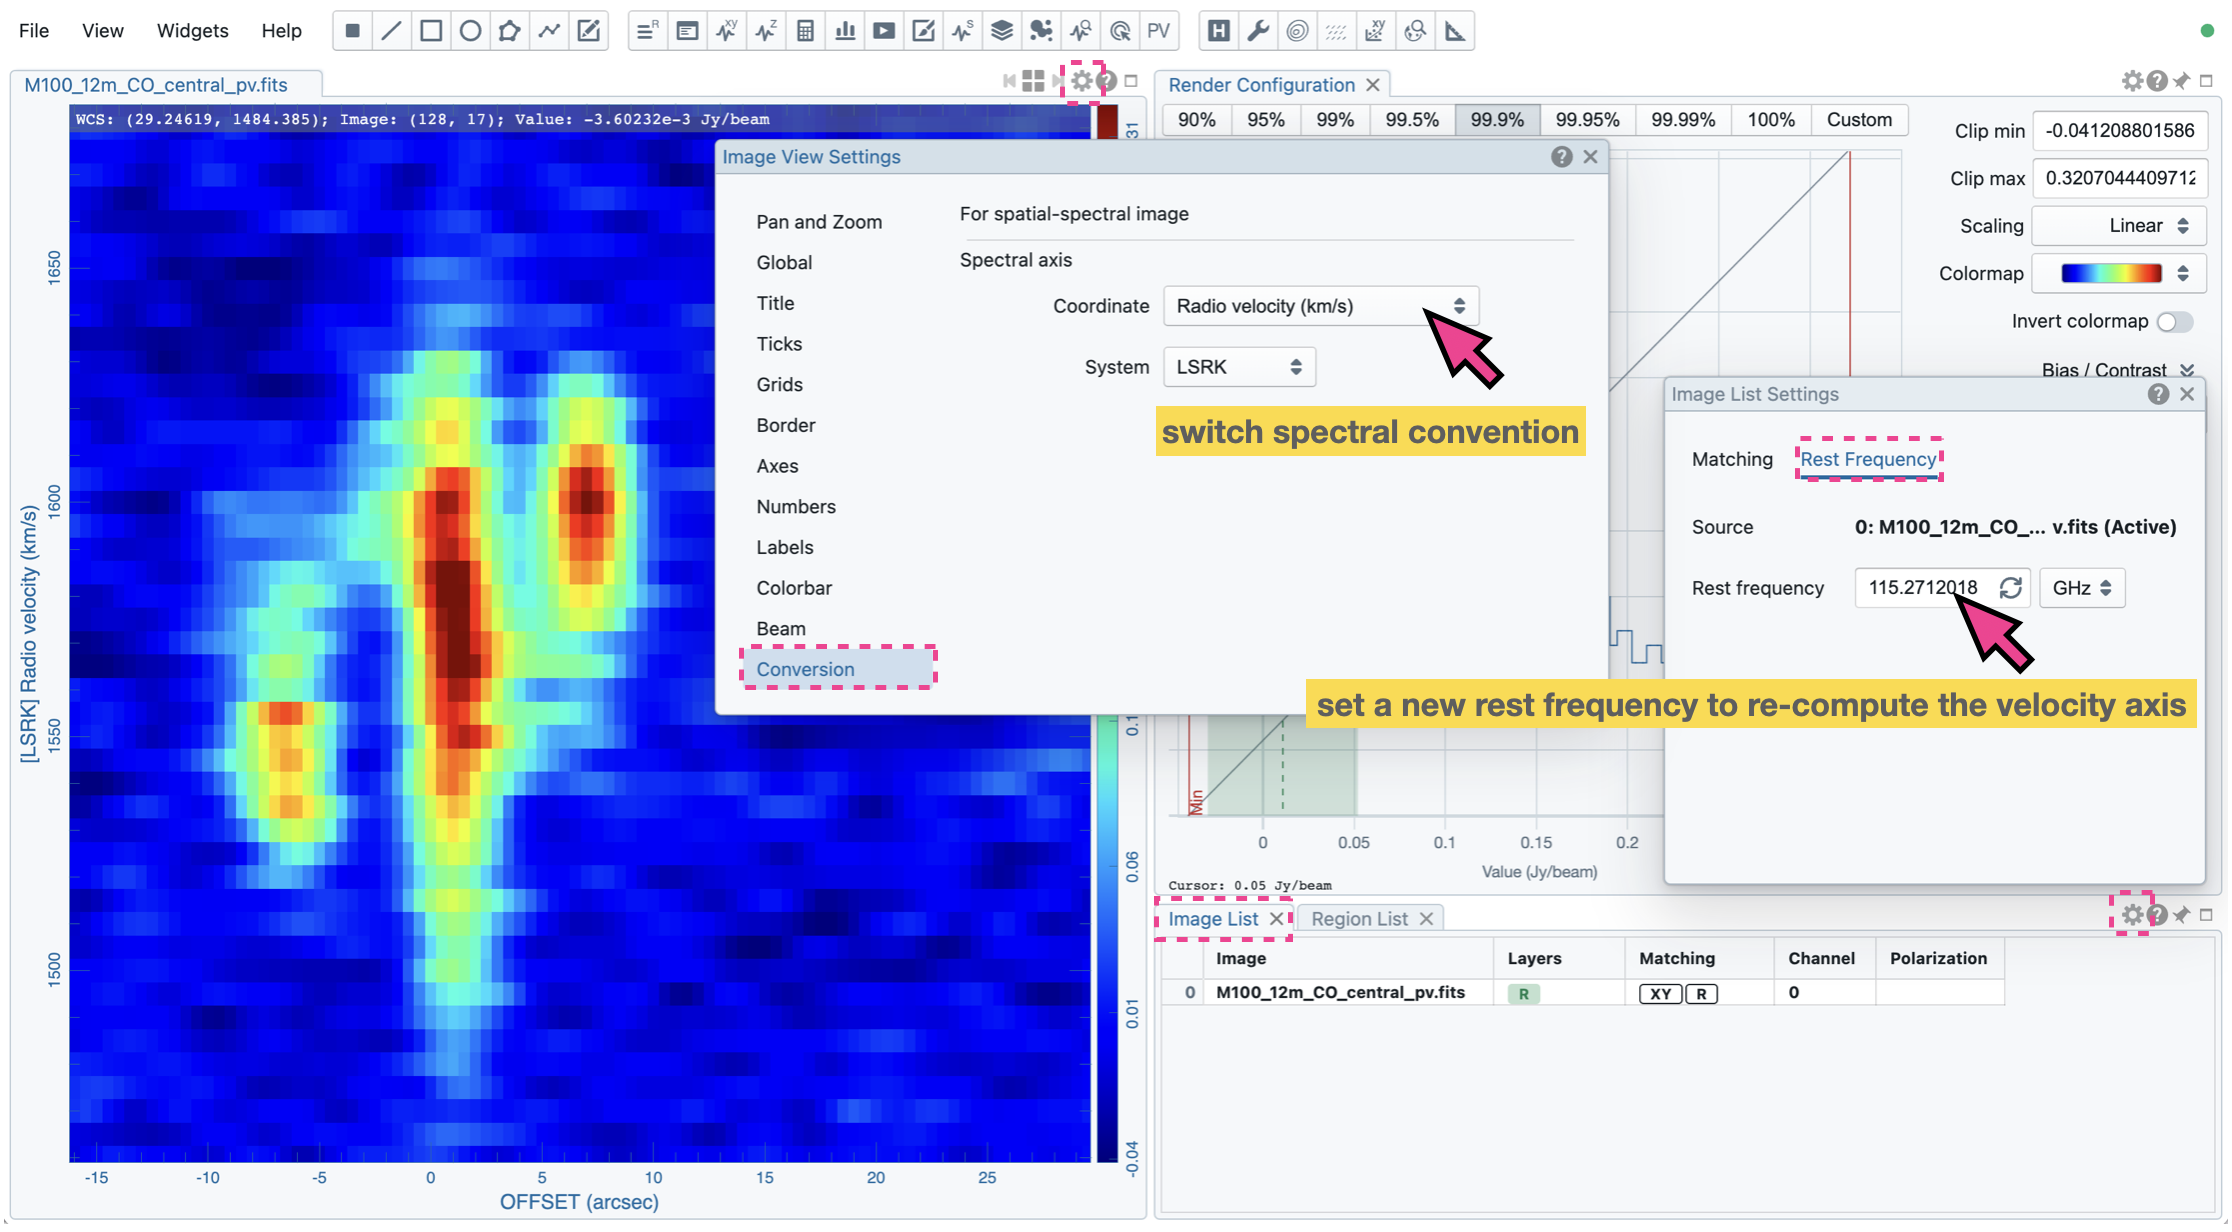 File View Widgets Help
R xy Z S PV H xy
M100_12m_CO_central_pv.fits
WCS: (29.24619, 1484.385); Image: (128, 17); Value: -3.60232e-3 Jy/beam
[LSRK] Radio velocity (km/s)
1650
1600
1550
1500
-15 -10 -5 0 5 10 15 20 25
OFFSET (arcsec)
31
0.1
0.06
0.01
-0.04
Render Configuration
90% 95% 99% 99.5% 99.9% 99.95% 99.99% 100% Custom
Clip min -0.041208801586
Clip max 0.3207044409712
Scaling Linear
Colormap
Invert colormap
Bias / Contrast
Image View Settings
Pan and Zoom
Global
Title
Ticks
Grids
Border
Axes
Numbers
Labels
Colorbar
Beam
Conversion
For spatial-spectral image
Spectral axis
Coordinate Radio velocity (km/s)
System LSRK
switch spectral convention
Image List Settings
Matching Rest Frequency
Source 0: M100_12m_CO_... v.fits (Active)
Rest frequency 115.2712018 GHz
set a new rest frequency to re-compute the velocity axis
Min
0 0.05 0.1 0.15 0.2
Value (Jy/beam)
Cursor: 0.05 Jy/beam
Image List Region List
Image Layers Matching Channel Polarization
0 M100_12m_CO_central_pv.fits R XY R 0